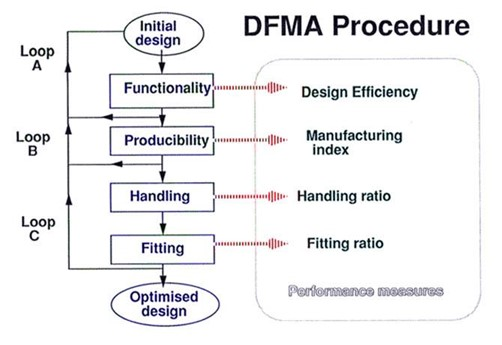 DFMA Procedure
Initial
design
Loop
A
Functionality
Design Efficiency
Loop
B
Producibility
Manufacturing
index
Handling
Handling ratio
Loop
C
Fitting
Fitting ratio
Optimised
design
Performance measures